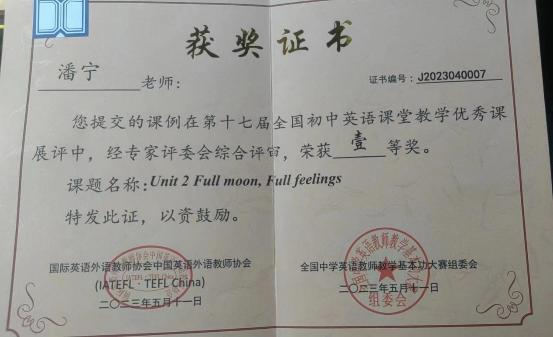 获奖证书
潘宁 老师:
证书编号:J2023040007
您提交的课例在第十七届全国初中英语课堂教学优秀课
展评中,经专家评委会综合评审,荣获 壹 等奖。
课题名称:Unit 2 Full moon, Full feelings
特发此证,以资鼓励。
国际英语外语教师协会中国英语外语教师协会
(IATEFL · TEFL China)
二〇二三年五月十一日
全国中学英语教师教学基本功大赛组委会
二〇二三年五月十一日
组委会